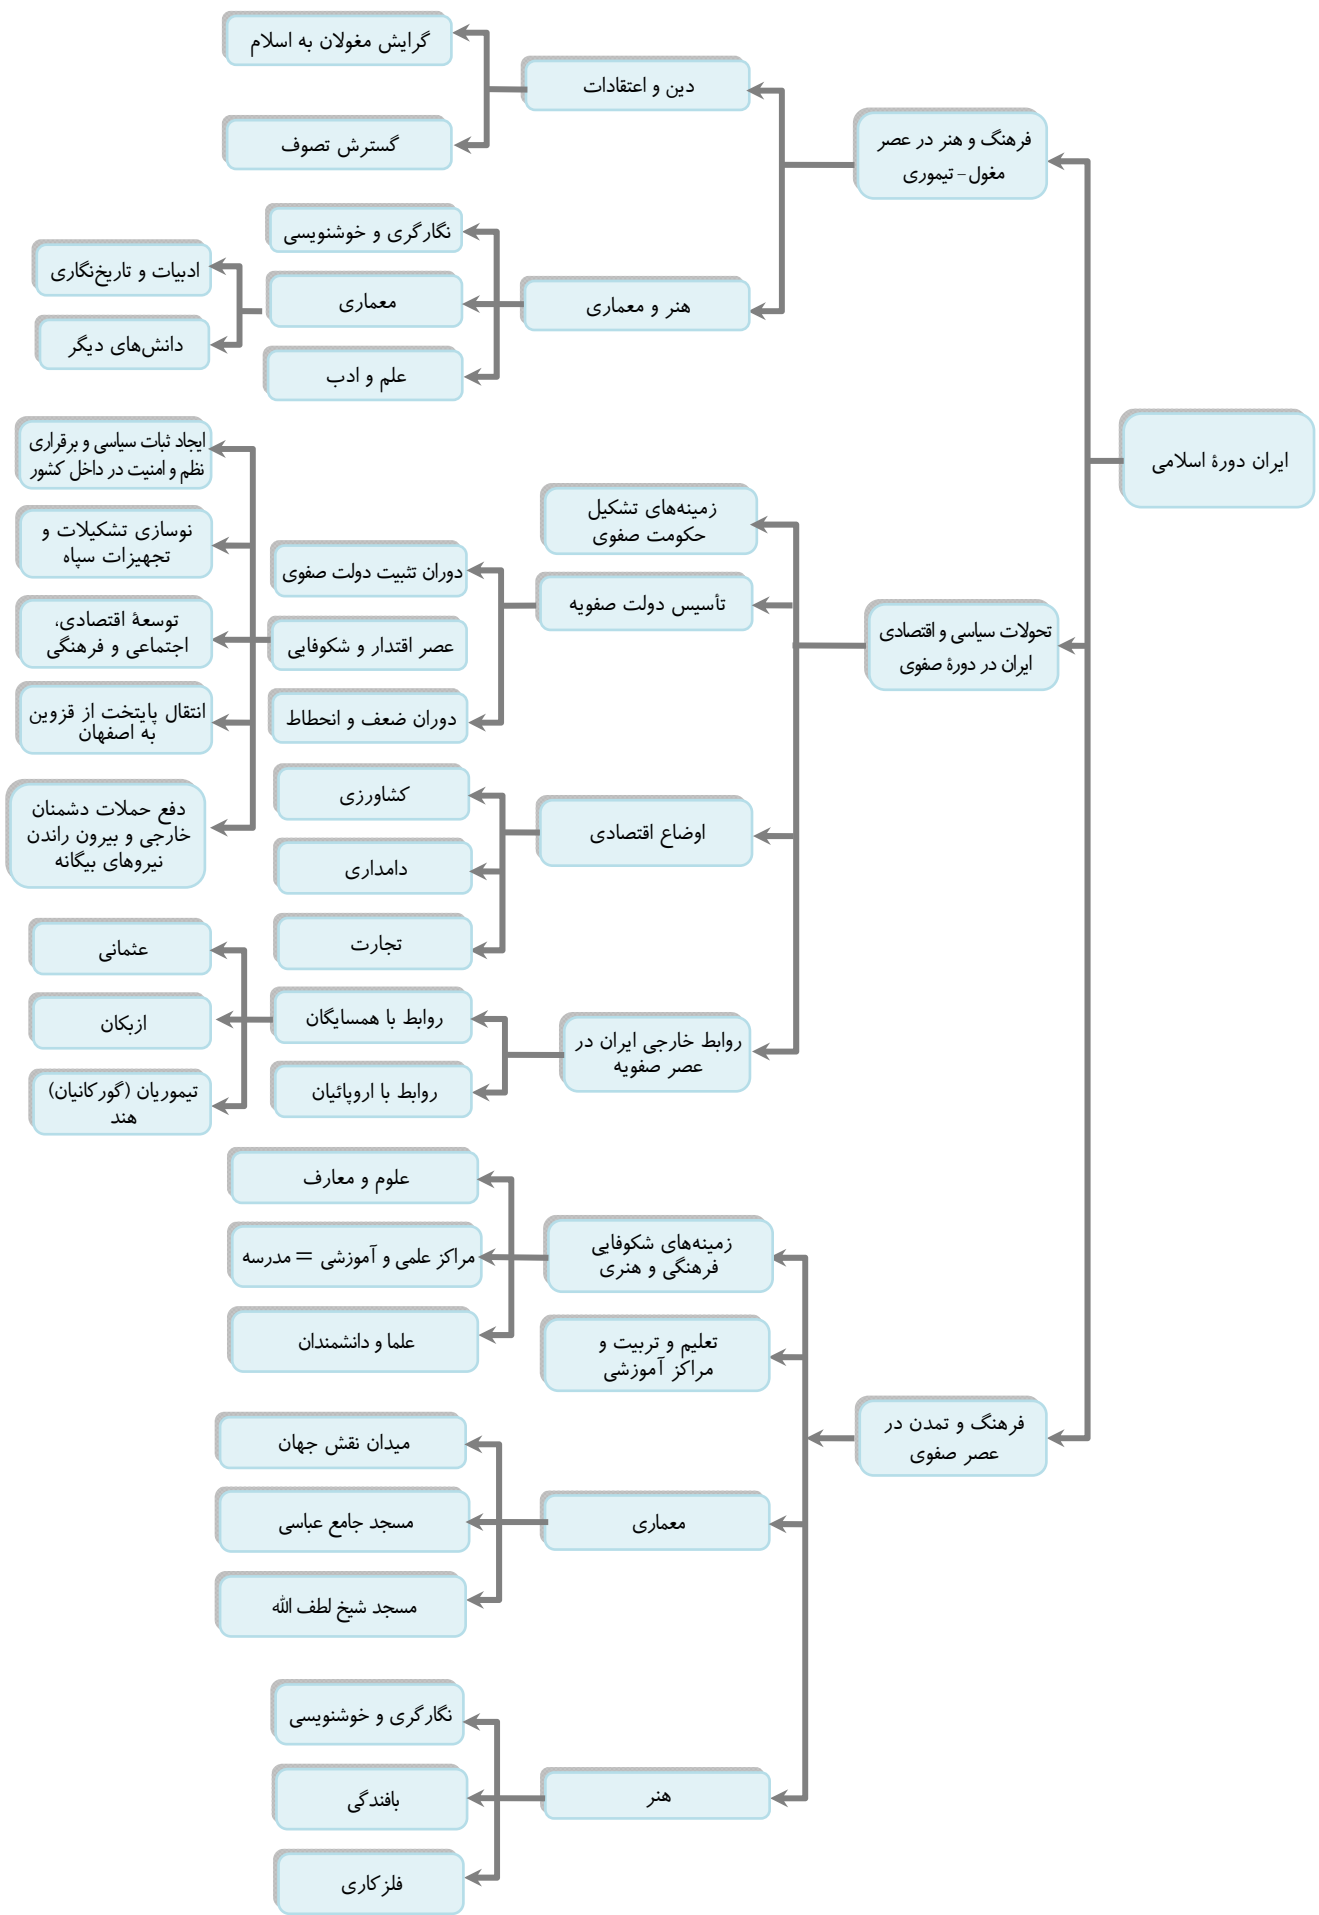 ایران دورهٔ اسلامی
فرهنگ و هنر در عصر
مغول - تیموری
دین و اعتقادات
گرایش مغولان به اسلام
گسترش تصوف
هنر و معماری
نگارگری و خوشنویسی
معماری
علم و ادب
ادبیات و تاریخ‌نگاری
دانش‌های دیگر
تحولات سیاسی و اقتصادی
ایران در دورهٔ صفوی
زمینه‌های تشکیل
حکومت صفوی
تأسیس دولت صفویه
دوران تثبیت دولت صفوی
عصر اقتدار و شکوفایی
دوران ضعف و انحطاط
ایجاد ثبات سیاسی و برقراری
نظم و امنیت در داخل کشور
نوسازی تشکیلات و
تجهیزات سپاه
توسعهٔ اقتصادی،
اجتماعی و فرهنگی
انتقال پایتخت از قزوین
به اصفهان
دفع حملات دشمنان
خارجی و بیرون راندن
نیروهای بیگانه
اوضاع اقتصادی
کشاورزی
دامداری
تجارت
روابط خارجی ایران در
عصر صفویه
روابط با همسایگان
روابط با اروپائیان
عثمانی
ازبکان
تیموریان (گورکانیان)
هند
فرهنگ و تمدن در
عصر صفوی
زمینه‌های شکوفایی
فرهنگی و هنری
علوم و معارف
مراکز علمی و آموزشی = مدرسه
علما و دانشمندان
تعلیم و تربیت و
مراکز آموزشی
معماری
میدان نقش جهان
مسجد جامع عباسی
مسجد شیخ لطف الله
هنر
نگارگری و خوشنویسی
بافندگی
فلزکاری